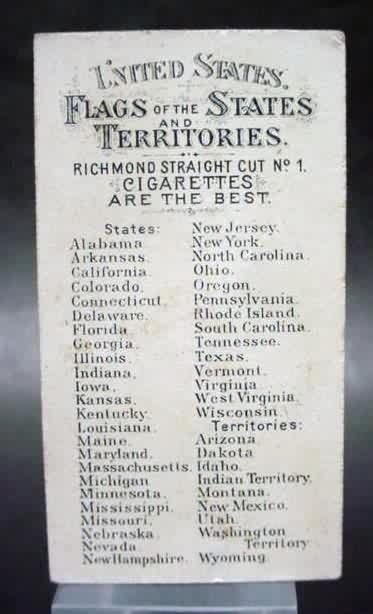 UNITED STATES.
FLAGS OF THE STATES
AND
TERRITORIES.
RICHMOND STRAIGHT CUT Nº 1.
CIGARETTES
ARE THE BEST.
States:
Alabama
Arkansas.
California.
Colorado.
Connecticut.
Delaware.
Florida.
Georgia.
Illinois.
Indiana.
Iowa.
Kansas.
Kentucky.
Louisiana.
Maine.
Maryland.
Massachusetts.
Michigan
Minnesota.
Mississippi.
Missouri.
Nebraska.
Nevada
New Hampshire.
New Jersey.
New York.
North Carolina.
Ohio.
Oregon.
Pennsylvania.
Rhode Island.
South Carolina.
Tennessee.
Texas.
Vermont.
Virginia
West Virginia.
Wisconsin.
Territories:
Arizona
Dakota
Idaho.
Indian Territory.
Montana.
New Mexico.
Utah.
Washington
Territory.
Wyoming.